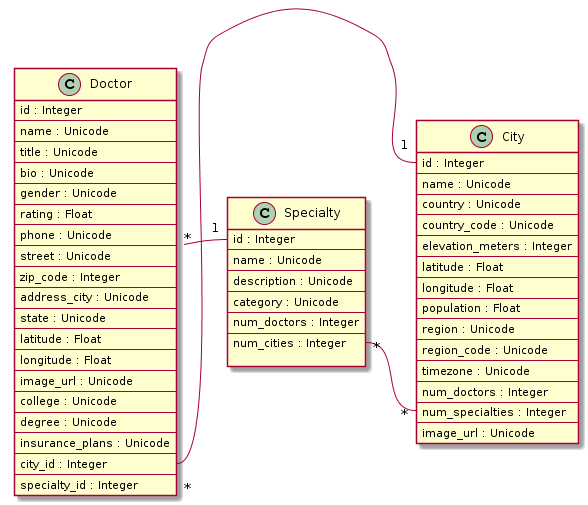 C Doctor
id : Integer
name : Unicode
title : Unicode
bio : Unicode
gender : Unicode
rating : Float
phone : Unicode
street : Unicode
zip_code : Integer
address_city : Unicode
state : Unicode
latitude : Float
longitude : Float
image_url : Unicode
college : Unicode
degree : Unicode
insurance_plans : Unicode
city_id : Integer
specialty_id : Integer
*
*
1
C Specialty
id : Integer
name : Unicode
description : Unicode
category : Unicode
num_doctors : Integer
num_cities : Integer
*
*
1
C City
id : Integer
name : Unicode
country : Unicode
country_code : Unicode
elevation_meters : Integer
latitude : Float
longitude : Float
population : Float
region : Unicode
region_code : Unicode
timezone : Unicode
num_doctors : Integer
num_specialties : Integer
image_url : Unicode